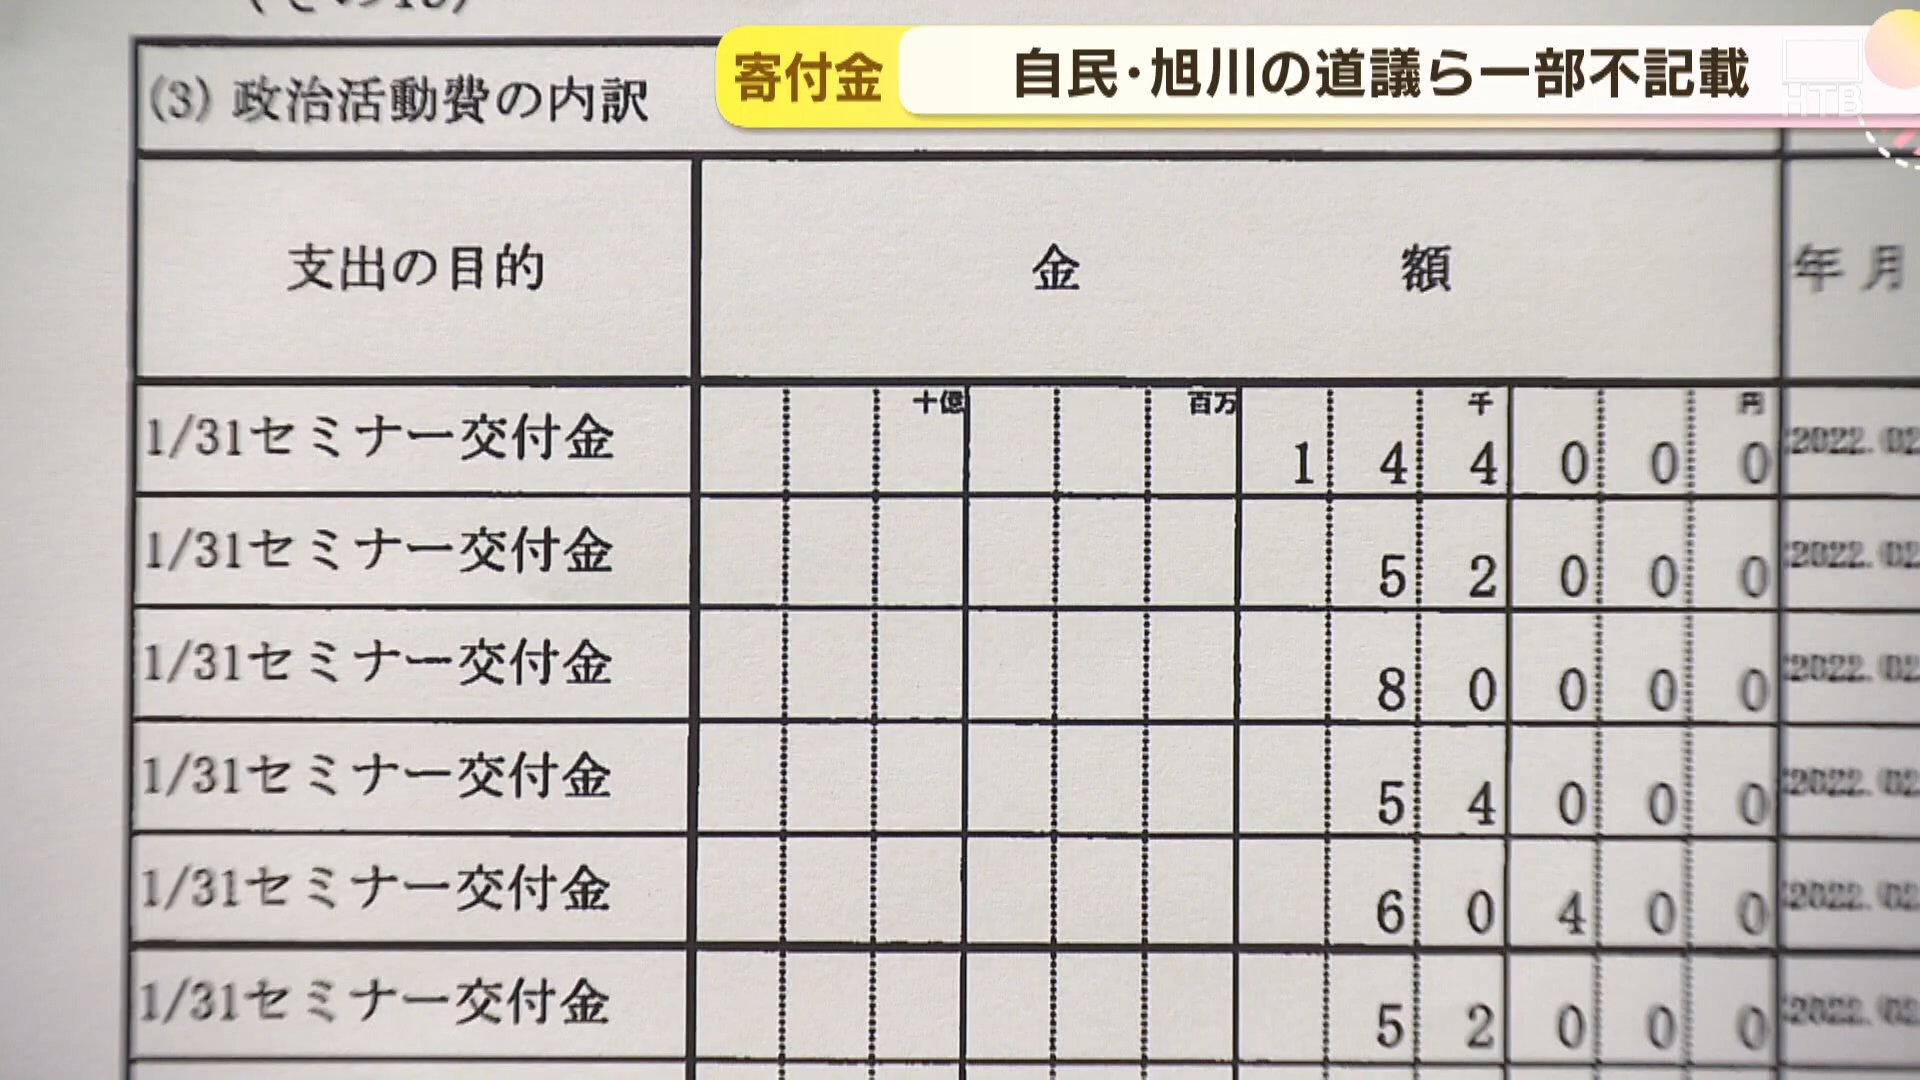 寄付金 自民・旭川の道議ら一部不記載
HTB
(3) 政治活動費の内訳
支出の目的 金 額 年 月
十億 百万 千 円
1/31セミナー交付金 1 4 4 0 0 0 2022.02
1/31セミナー交付金 5 2 0 0 0 2022.02
1/31セミナー交付金 8 0 0 0 0 2022.02
1/31セミナー交付金 5 4 0 0 0 2022.02
1/31セミナー交付金 6 0 4 0 0 2022.02
1/31セミナー交付金 5 2 0 0 0 2022.02